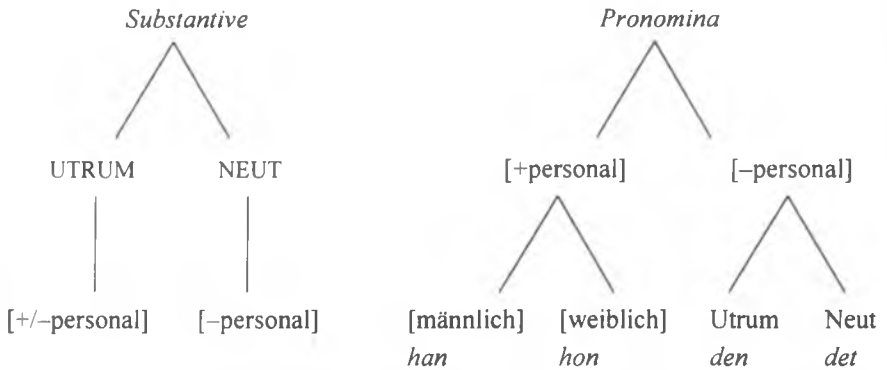 Substantive Pronomina
UTRUM NEUT [+personal] [–personal]
[+/–personal] [–personal] [männlich] [weiblich] Utrum Neut
han hon den det